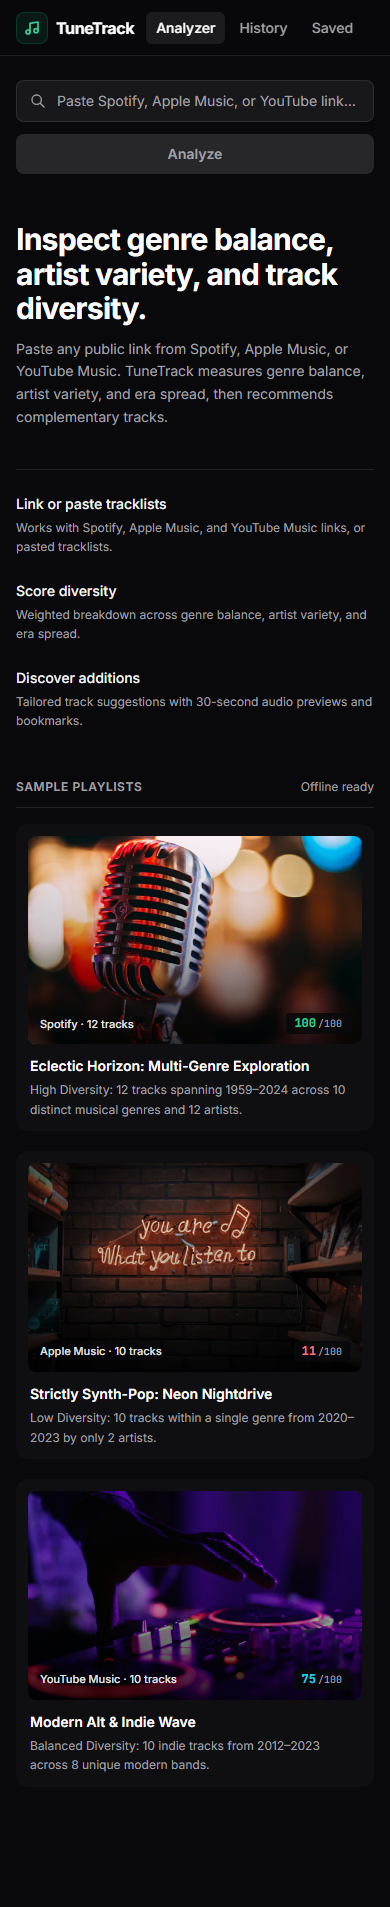 TuneTrack Analyzer History Saved
Paste Spotify, Apple Music, or YouTube link...
Analyze
Inspect genre balance,
artist variety, and track
diversity.
Paste any public link from Spotify, Apple Music, or
YouTube Music. TuneTrack measures genre balance,
artist variety, and era spread, then recommends
complementary tracks.
Link or paste tracklists
Works with Spotify, Apple Music, and YouTube Music links, or
pasted tracklists.
Score diversity
Weighted breakdown across genre balance, artist variety, and
era spread.
Discover additions
Tailored track suggestions with 30-second audio previews and
bookmarks.
SAMPLE PLAYLISTS Offline ready
Spotify · 12 tracks 100/100
Eclectic Horizon: Multi-Genre Exploration
High Diversity: 12 tracks spanning 1959–2024 across 10
distinct musical genres and 12 artists.
you are
What you listen to
Apple Music · 10 tracks 11/100
Strictly Synth-Pop: Neon Nightdrive
Low Diversity: 10 tracks within a single genre from 2020–
2023 by only 2 artists.
YouTube Music · 10 tracks 75/100
Modern Alt & Indie Wave
Balanced Diversity: 10 indie tracks from 2012–2023
across 8 unique modern bands.